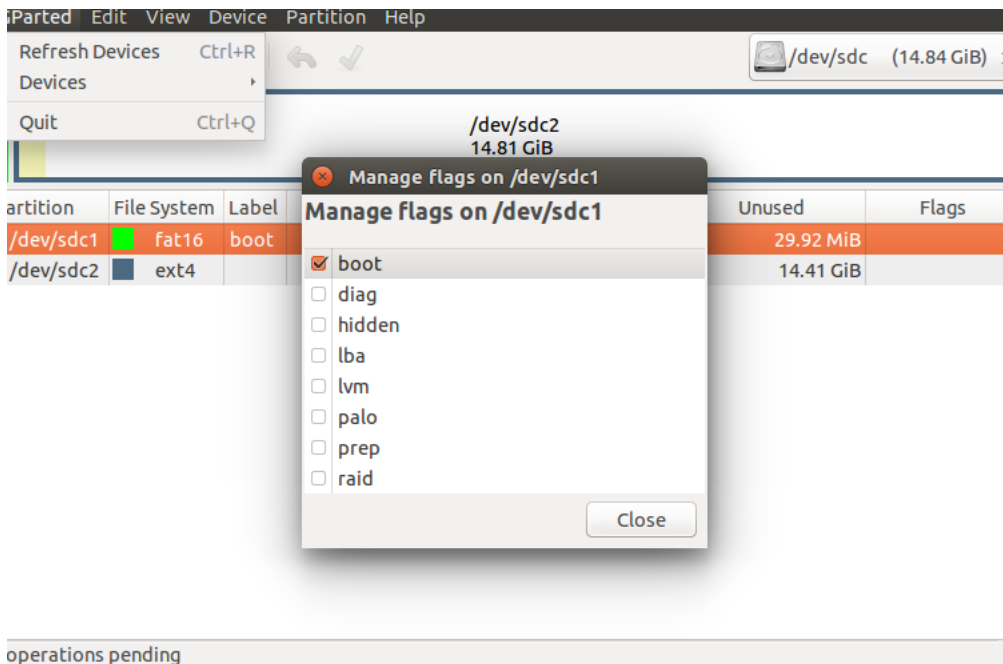 GParted Edit View Device Partition Help
Refresh Devices Ctrl+R
Devices
Quit Ctrl+Q
/dev/sdc (14.84 GiB)
/dev/sdc2
14.81 GiB
artition File System Label Unused Flags
/dev/sdc1 fat16 boot 29.92 MiB
/dev/sdc2 ext4 14.41 GiB
Manage flags on /dev/sdc1
Manage flags on /dev/sdc1
boot
diag
hidden
lba
lvm
palo
prep
raid
Close
operations pending